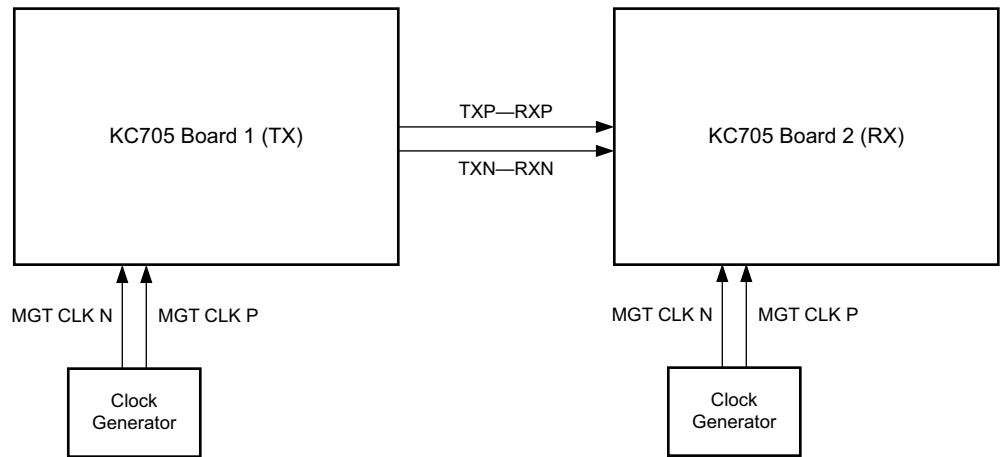 KC705 Board 1 (TX)
TXP—RXP
TXN—RXN
KC705 Board 2 (RX)
MGT CLK N
MGT CLK P
MGT CLK N
MGT CLK P
Clock
Generator
Clock
Generator